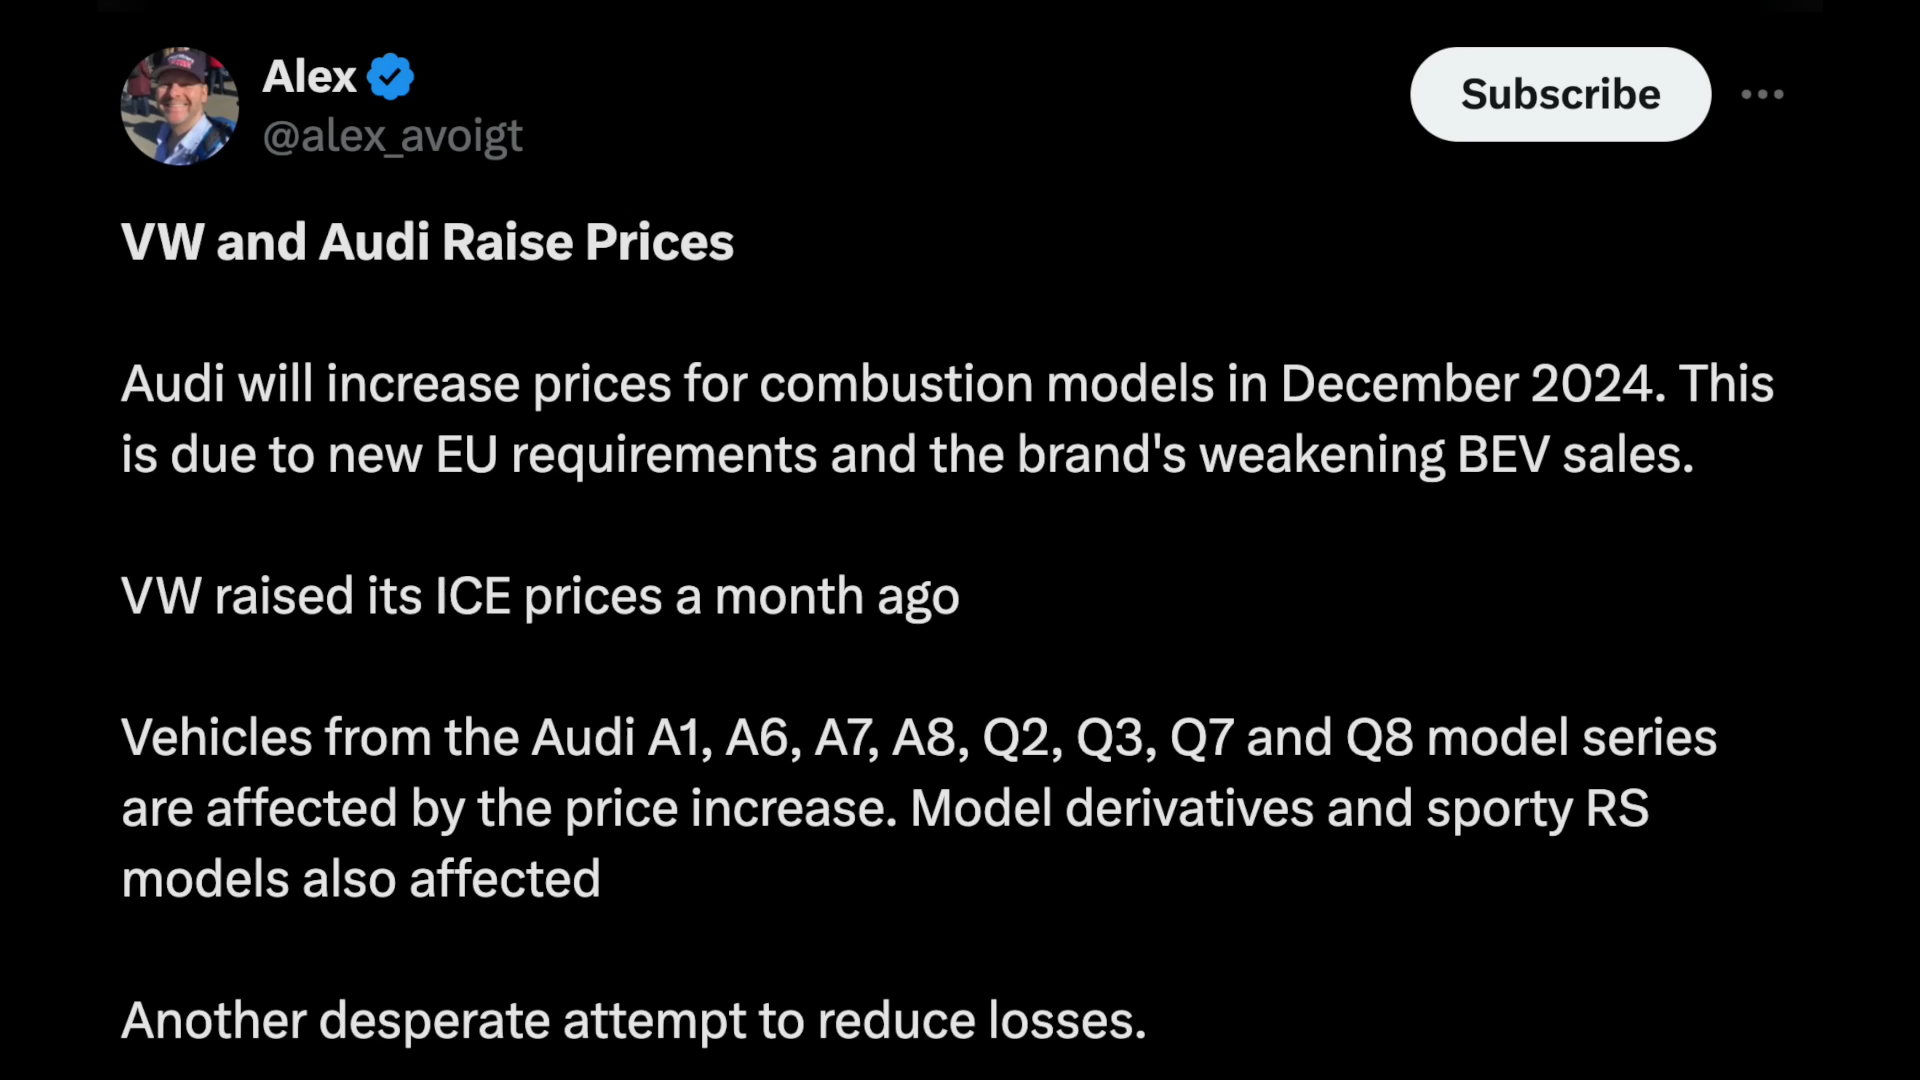 Alex
@alex_avoigt
Subscribe
VW and Audi Raise Prices
Audi will increase prices for combustion models in December 2024. This
is due to new EU requirements and the brand's weakening BEV sales.
VW raised its ICE prices a month ago
Vehicles from the Audi A1, A6, A7, A8, Q2, Q3, Q7 and Q8 model series
are affected by the price increase. Model derivatives and sporty RS
models also affected
Another desperate attempt to reduce losses.